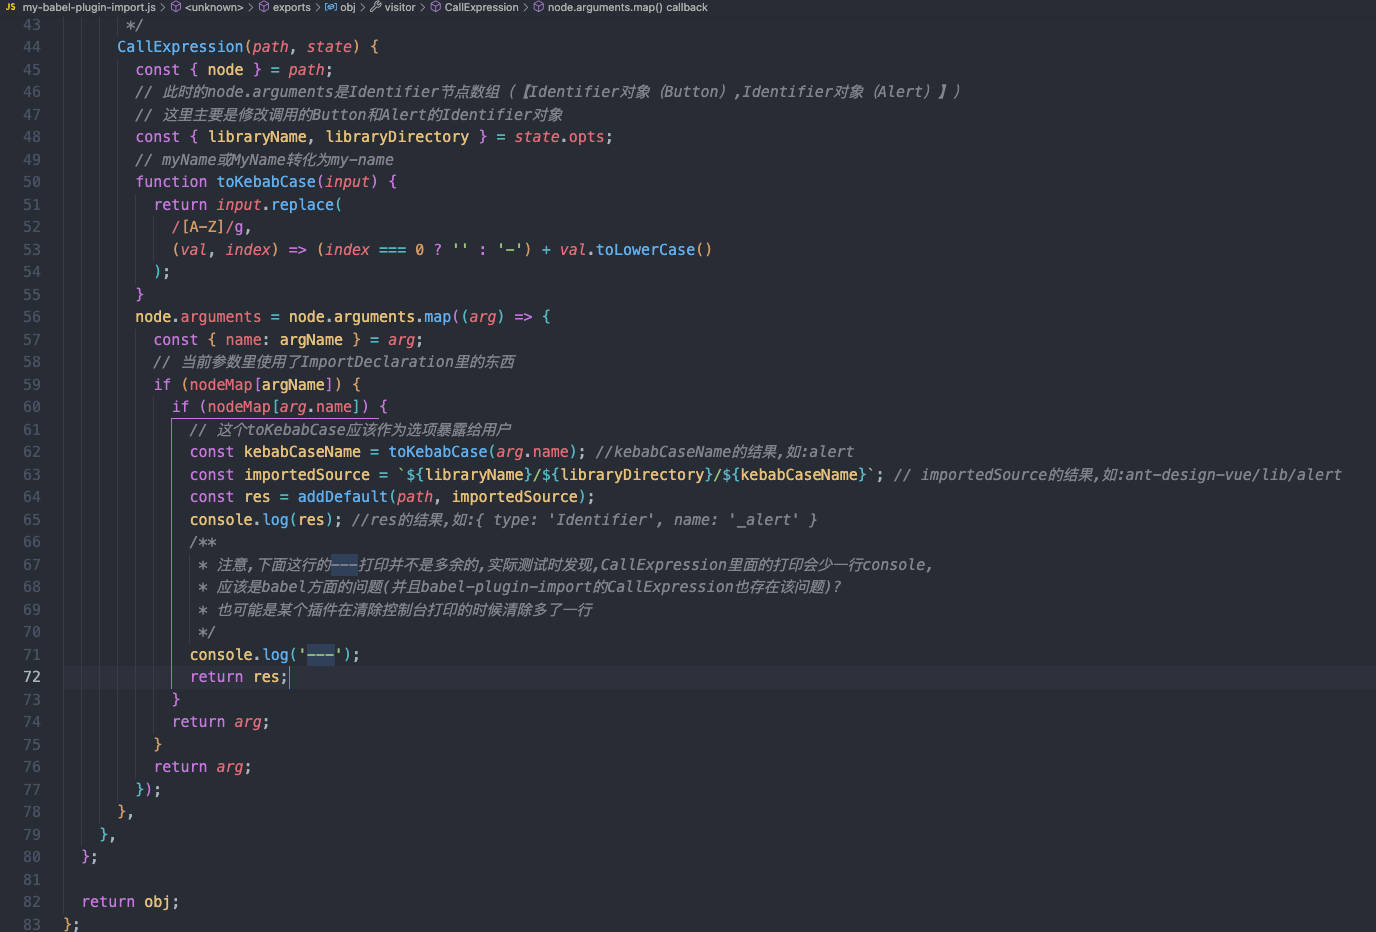 JS my-babel-plugin-import.js > <unknown> > exports > obj > visitor > CallExpression > node.arguments.map() callback
43 */
44 CallExpression(path, state) {
45 const { node } = path;
46 // 此时的node.arguments是Identifier节点数组（【Identifier对象（Button）,Identifier对象（Alert）】）
47 // 这里主要是修改调用的Button和Alert的Identifier对象
48 const { libraryName, libraryDirectory } = state.opts;
49 // myName或MyName转化为my-name
50 function toKebabCase(input) {
51 return input.replace(
52 /[A-Z]/g,
53 (val, index) => (index === 0 ? '' : '-') + val.toLowerCase()
54 );
55 }
56 node.arguments = node.arguments.map((arg) => {
57 const { name: argName } = arg;
58 // 当前参数里使用了ImportDeclaration里的东西
59 if (nodeMap[argName]) {
60 if (nodeMap[arg.name]) {
61 // 这个toKebabCase应该作为选项暴露给用户
62 const kebabCaseName = toKebabCase(arg.name); //kebabCaseName的结果,如:alert
63 const importedSource = `${libraryName}/${libraryDirectory}/${kebabCaseName}`; // importedSource的结果,如:ant-design-vue/lib/alert
64 const res = addDefault(path, importedSource);
65 console.log(res); //res的结果,如:{ type: 'Identifier', name: '_alert' }
66 /**
67 * 注意,下面这行的---打印并不是多余的,实际测试时发现,CallExpression里面的打印会少一行console,
68 * 应该是babel方面的问题(并且babel-plugin-import的CallExpression也存在该问题)?
69 * 也可能是某个插件在清除控制台打印的时候清除多了一行
70 */
71 console.log('---');
72 return res;
73 }
74 return arg;
75 }
76 return arg;
77 });
78 },
79 },
80 };
81
82 return obj;
83 };